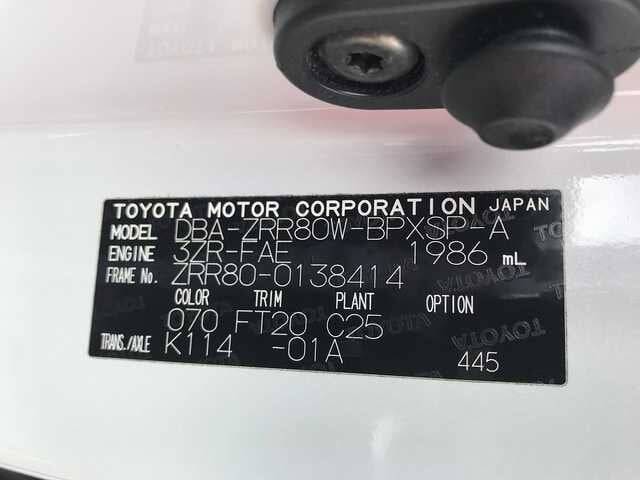 TOYOTA MOTOR CORPORATION JAPAN
MODEL DBA-ZRR80W-BPXSP-A
ENGINE 3ZR-FAE 1986 mL
FRAME No. ZRR80-0138414
COLOR TRIM PLANT OPTION
070 FT20 C25
TRANS./AXLE K114 -01A 445